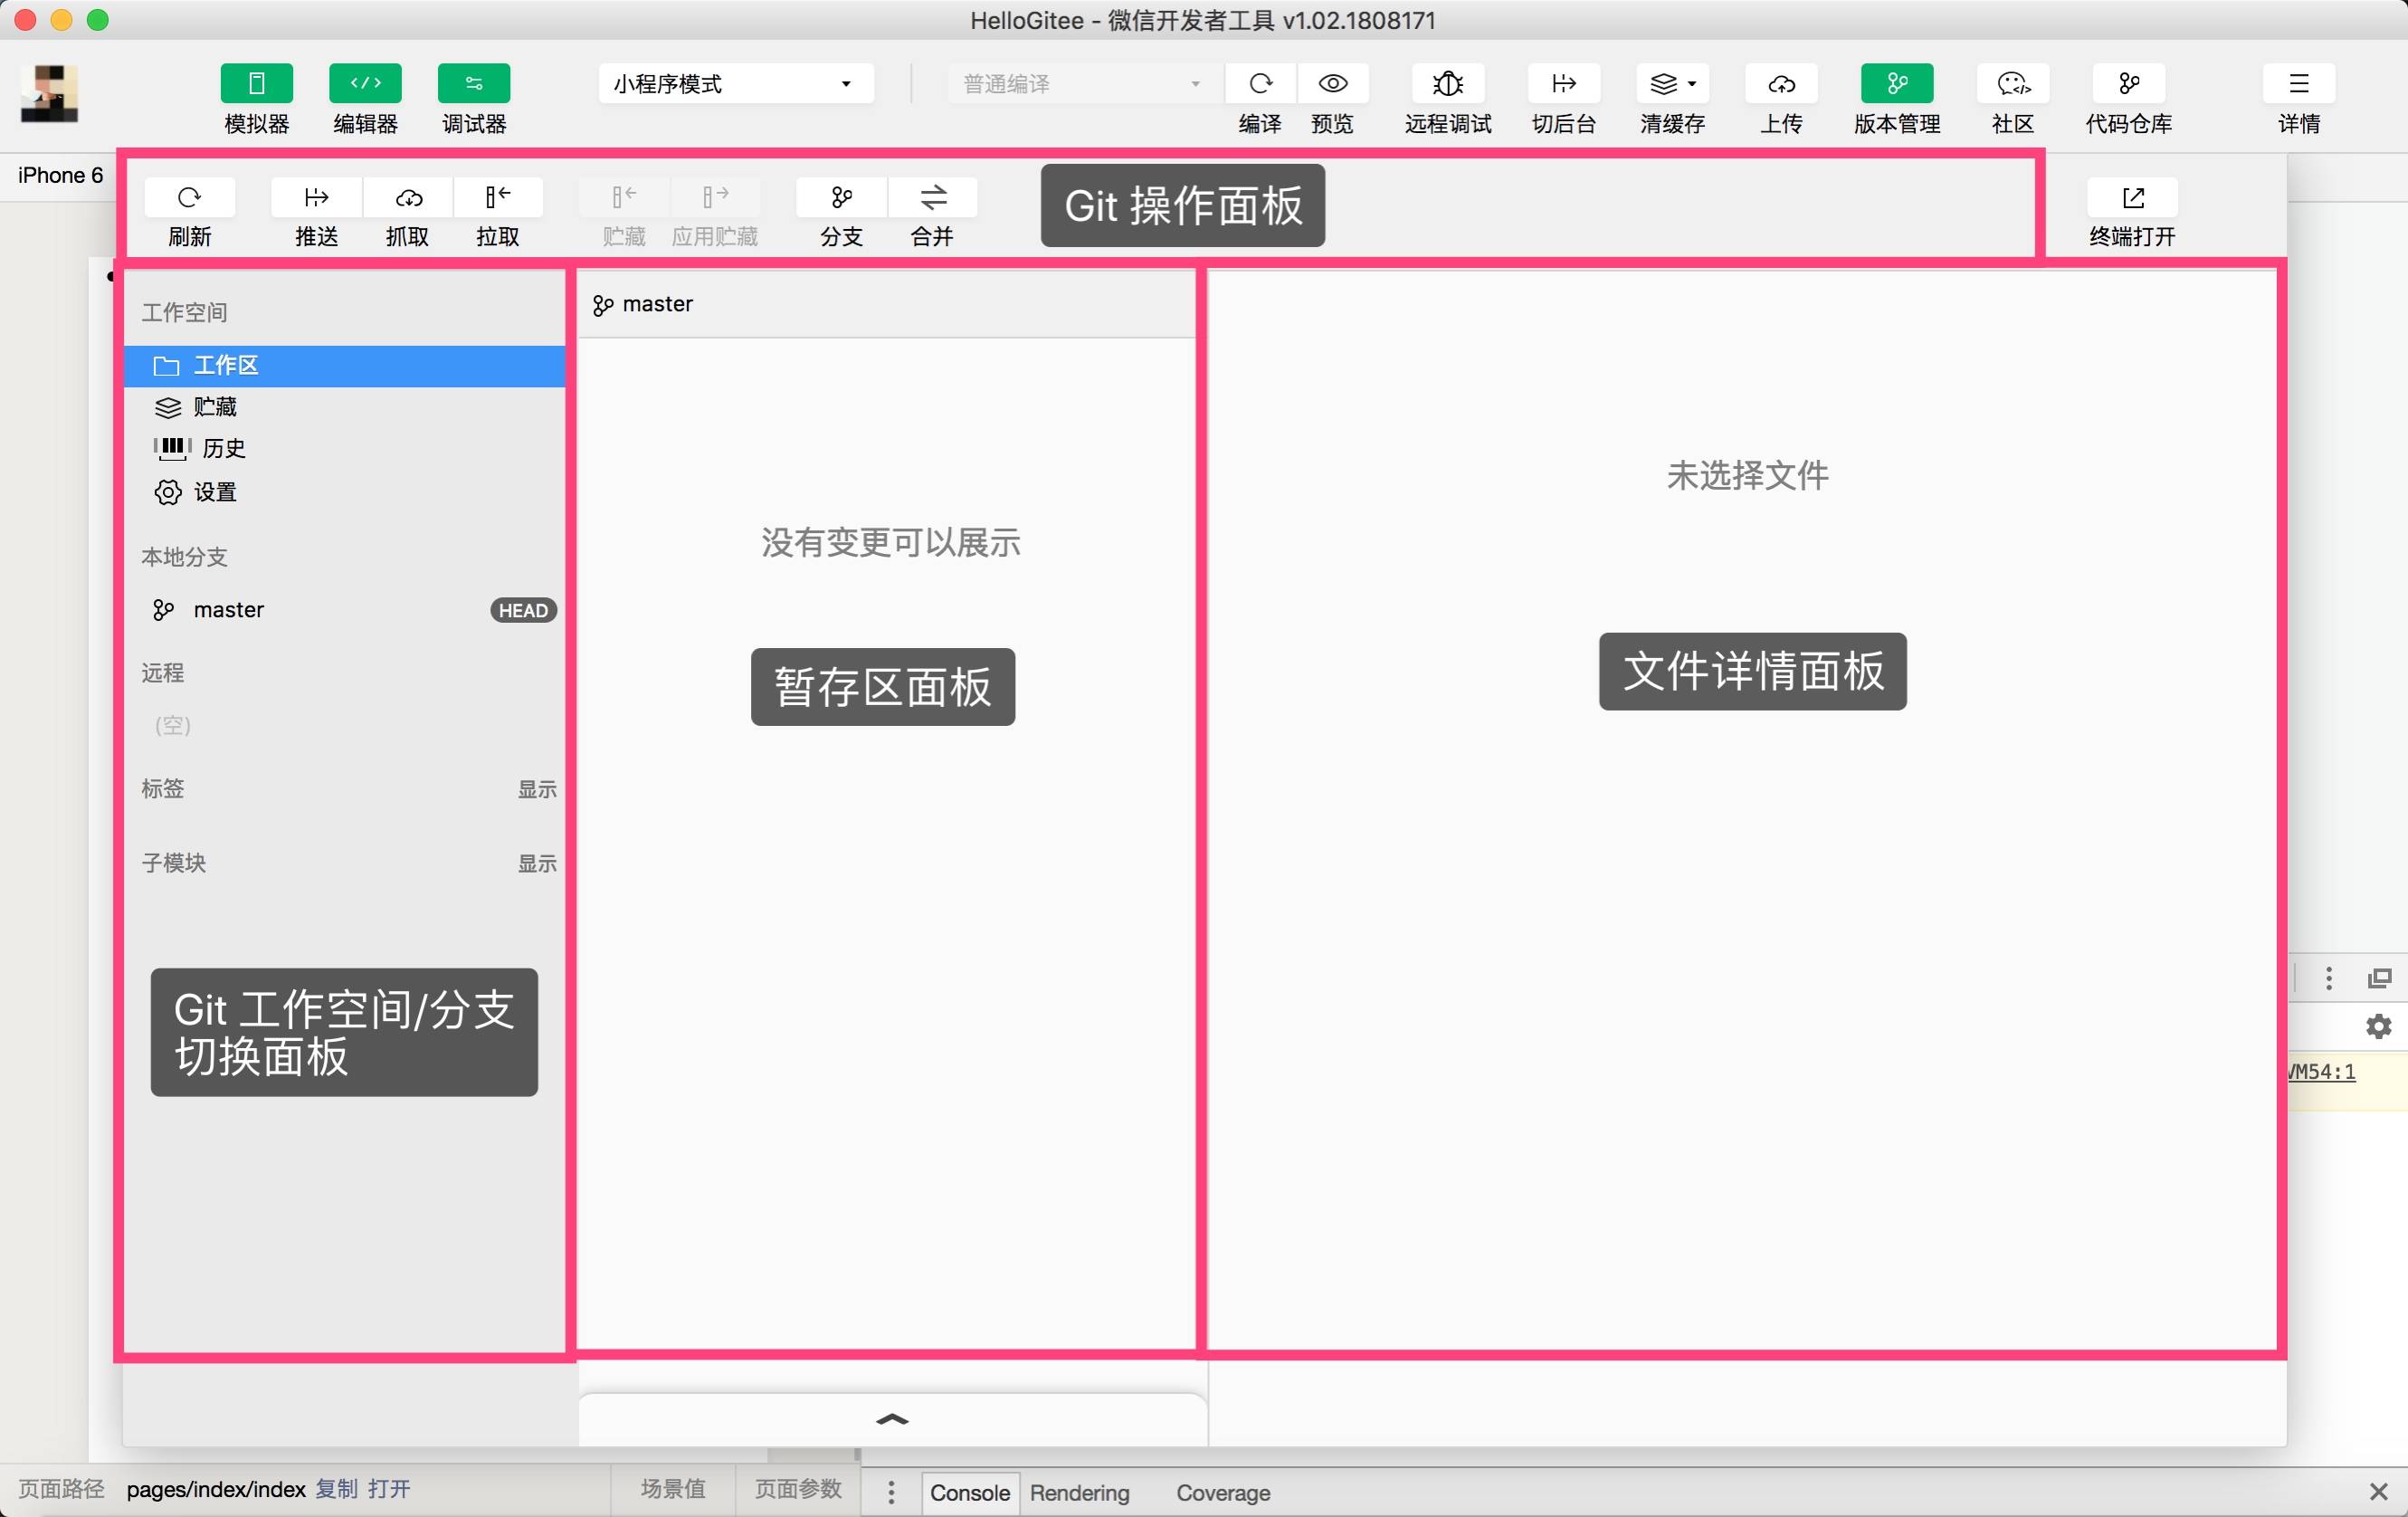 HelloGitee - 微信开发者工具 v1.02.1808171
模拟器
编辑器
调试器
小程序模式
普通编译
编译
预览
远程调试
切后台
清缓存
上传
版本管理
社区
代码仓库
详情
iPhone 6
刷新
推送
抓取
拉取
贮藏
应用贮藏
分支
合并
Git 操作面板
终端打开
工作空间
工作区
贮藏
历史
设置
本地分支
master
HEAD
远程
(空)
标签
显示
子模块
显示
Git 工作空间/分支
切换面板
master
没有变更可以展示
暂存区面板
未选择文件
文件详情面板
VM54:1
页面路径
pages/index/index
复制
打开
场景值
页面参数
Console
Rendering
Coverage